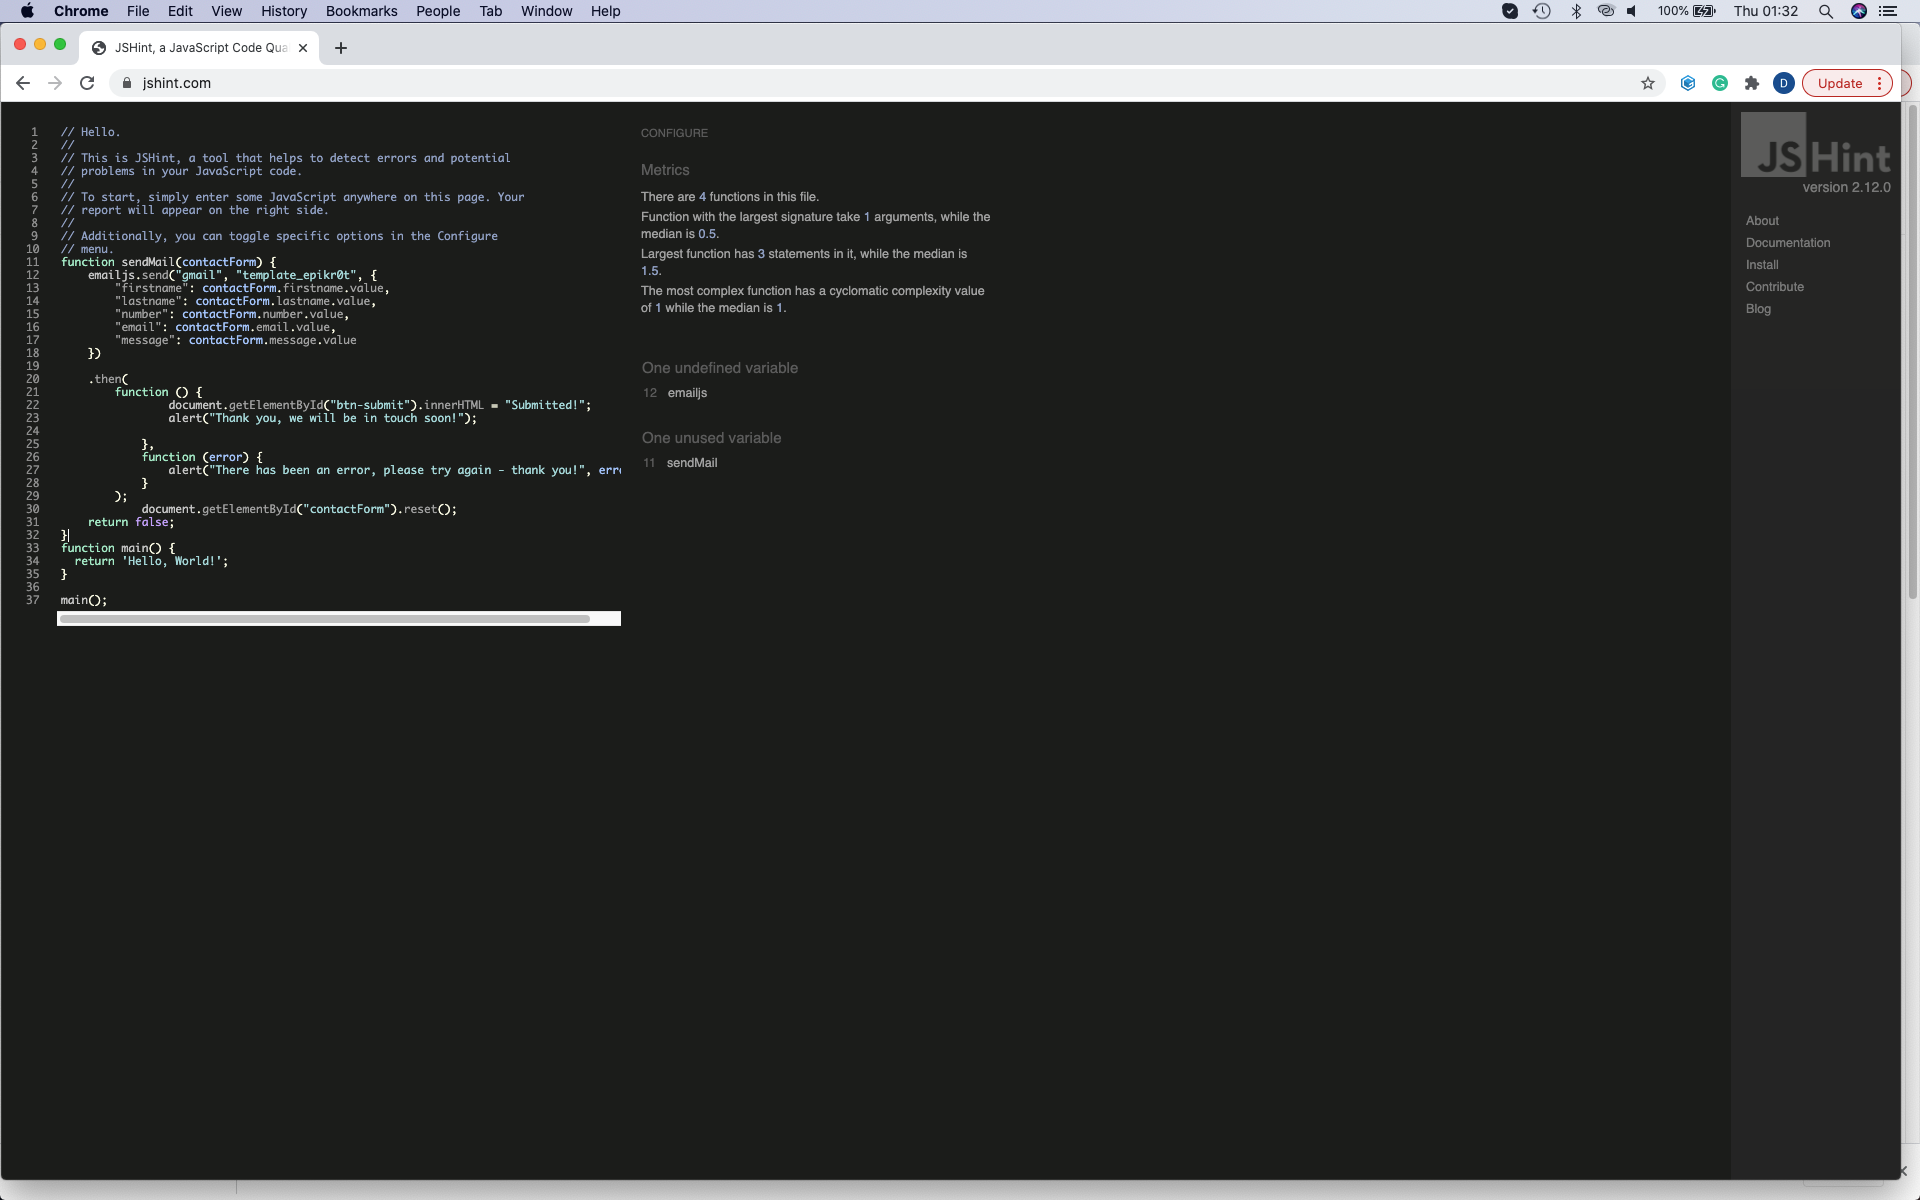 Chrome File Edit View History Bookmarks People Tab Window Help 100% Thu 01:32
JSHint, a JavaScript Code Qua
jshint.com D Update
1 // Hello.
2 //
3 // This is JSHint, a tool that helps to detect errors and potential
4 // problems in your JavaScript code.
5 //
6 // To start, simply enter some JavaScript anywhere on this page. Your
7 // report will appear on the right side.
8 //
9 // Additionally, you can toggle specific options in the Configure
10 // menu.
11 function sendMail(contactForm) {
12 emailjs.send("gmail", "template_epikr0t", {
13 "firstname": contactForm.firstname.value,
14 "lastname": contactForm.lastname.value,
15 "number": contactForm.number.value,
16 "email": contactForm.email.value,
17 "message": contactForm.message.value
18 })
19
20 .then(
21 function () {
22 document.getElementById("btn-submit").innerHTML = "Submitted!";
23 alert("Thank you, we will be in touch soon!");
24
25 },
26 function (error) {
27 alert("There has been an error, please try again - thank you!", erro
28 }
29 );
30 document.getElementById("contactForm").reset();
31 return false;
32 }
33 function main() {
34 return 'Hello, World!';
35 }
36
37 main();
CONFIGURE
Metrics
There are 4 functions in this file.
Function with the largest signature take 1 arguments, while the
median is 0.5.
Largest function has 3 statements in it, while the median is
1.5.
The most complex function has a cyclomatic complexity value
of 1 while the median is 1.
One undefined variable
12 emailjs
One unused variable
11 sendMail
JSHint
version 2.12.0
About
Documentation
Install
Contribute
Blog